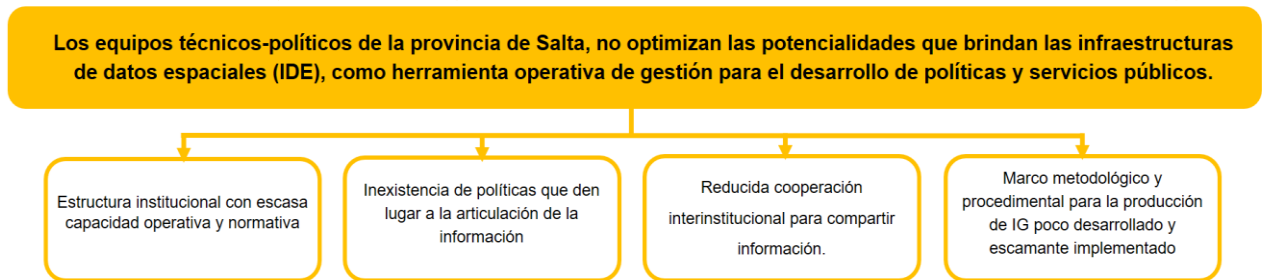 Los equipos técnicos-políticos de la provincia de Salta, no optimizan las potencialidades que brindan las infraestructuras
de datos espaciales (IDE), como herramienta operativa de gestión para el desarrollo de políticas y servicios públicos.
Estructura institucional con escasa
capacidad operativa y normativa
Inexistencia de políticas que den
lugar a la articulación de la
información
Reducida cooperación
interinstitucional para compartir
información.
Marco metodológico y
procedimental para la producción
de IG poco desarrollado y
escamante implementado